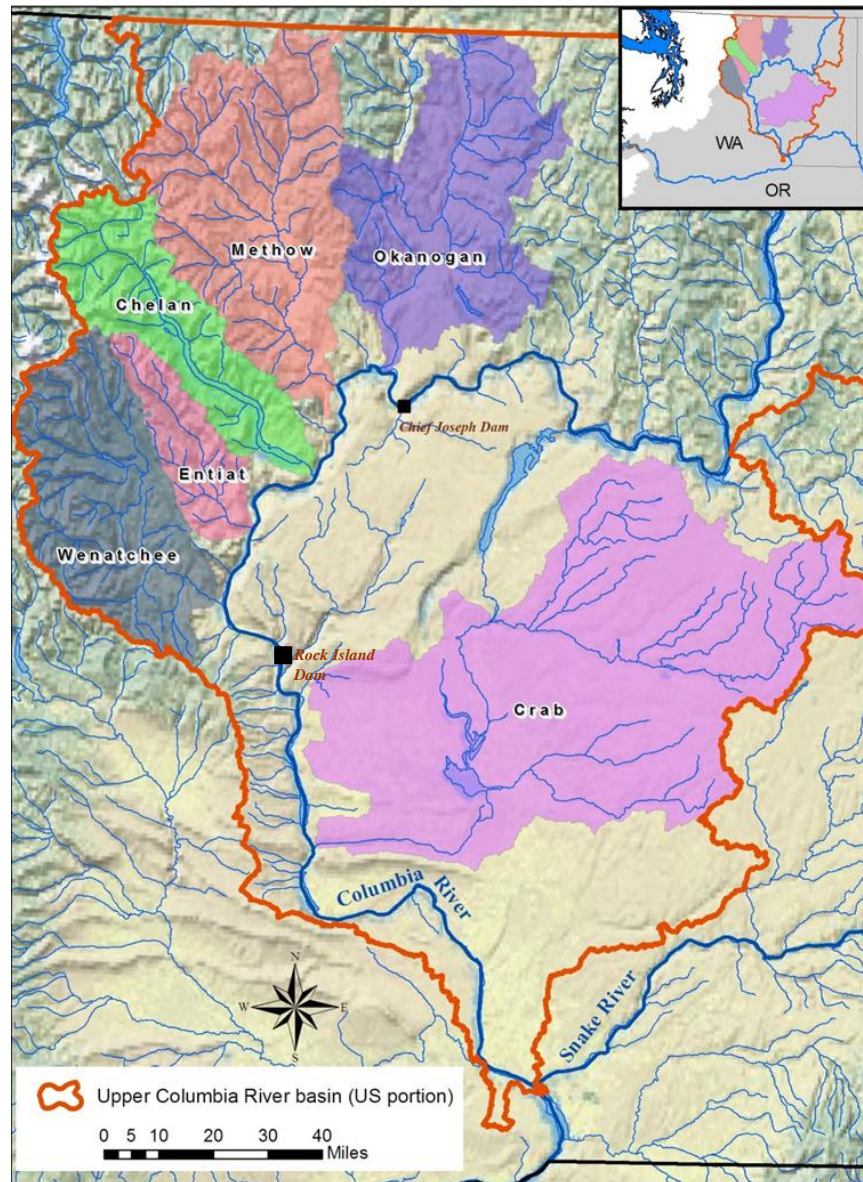 WA
OR
Methow
Okanogan
Chelan
Chief Joseph Dam
Entiat
Wenatchee
Rock Island
Dam
Crab
Columbia River
Snake River
N
W
E
S
Upper Columbia River basin (US portion)
0 5 10 20 30 40
Miles